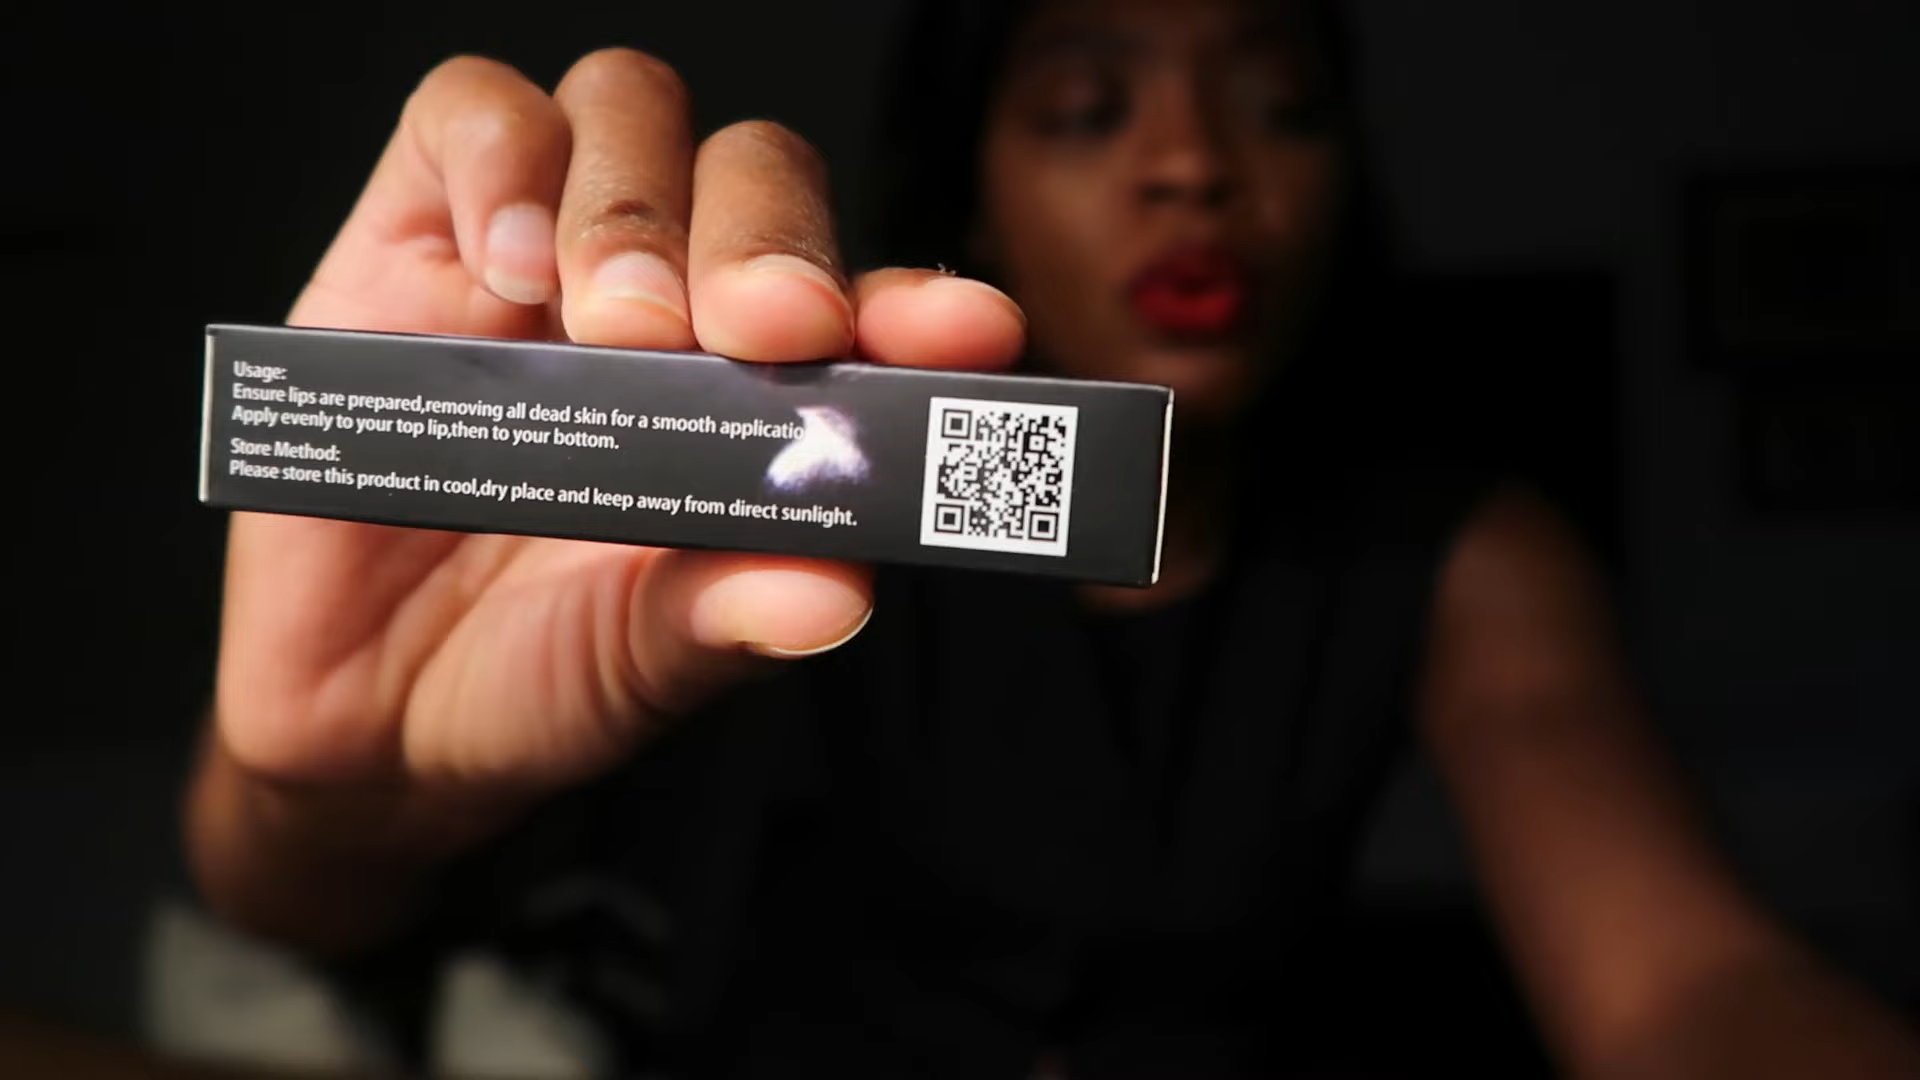 Usage:
Ensure lips are prepared,removing all dead skin for a smooth applicatio
Apply evenly to your top lip,then to your bottom.
Store Method:
Please store this product in cool,dry place and keep away from direct sunlight.